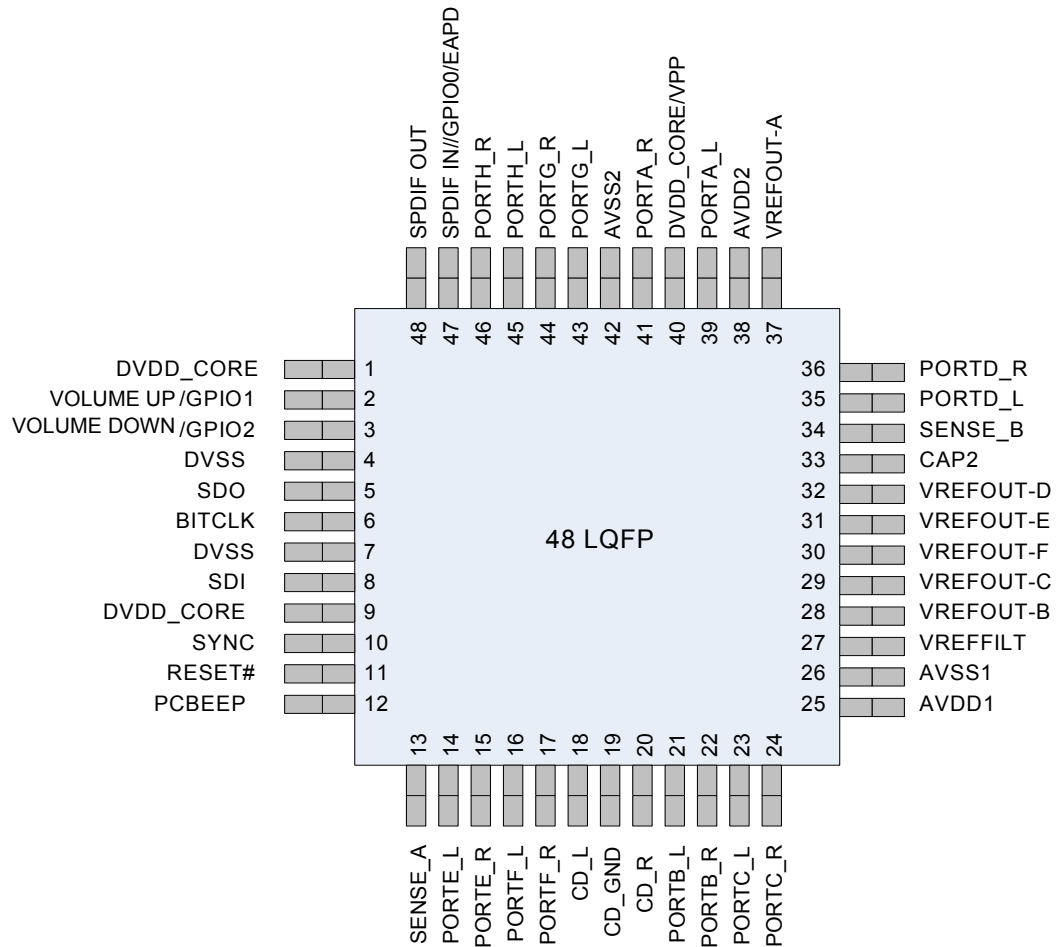 SPDIF OUT
SPDIF IN//GPIO0/EAPD
PORTH_R
PORTH_L
PORTG_R
PORTG_L
AVSS2
PORTA_R
DVDD_CORE/VPP
PORTA_L
AVDD2
VREFOUT-A
48
47
46
45
44
43
42
41
40
39
38
37
DVDD_CORE 1
VOLUME UP/GPIO1 2
VOLUME DOWN/GPIO2 3
DVSS 4
SDO 5
BITCLK 6
DVSS 7
SDI 8
DVDD_CORE 9
SYNC 10
RESET# 11
PCBEEP 12
48 LQFP
36 PORTD_R
35 PORTD_L
34 SENSE_B
33 CAP2
32 VREFOUT-D
31 VREFOUT-E
30 VREFOUT-F
29 VREFOUT-C
28 VREFOUT-B
27 VREFFILT
26 AVSS1
25 AVDD1
13
14
15
16
17
18
19
20
21
22
23
24
SENSE_A
PORTE_L
PORTE_R
PORTF_L
PORTF_R
CD_L
CD_GND
CD_R
PORTB_L
PORTB_R
PORTC_L
PORTC_R